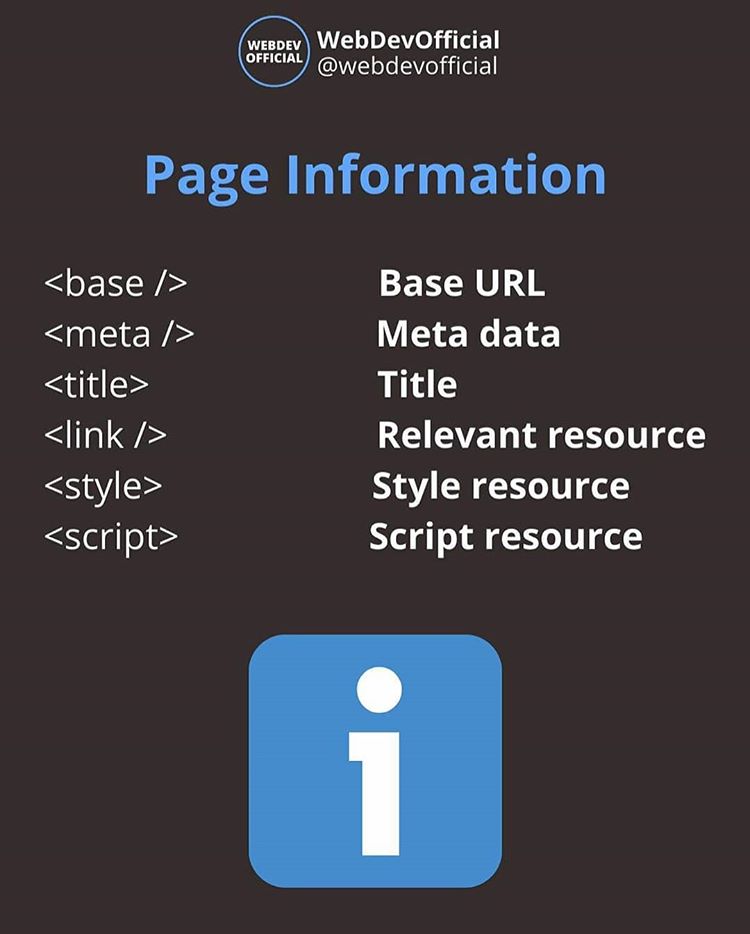 WEBDEV
OFFICIAL
WebDevOfficial
@webdevofficial
Page Information
<base /> Base URL
<meta /> Meta data
<title> Title
<link /> Relevant resource
<style> Style resource
<script> Script resource